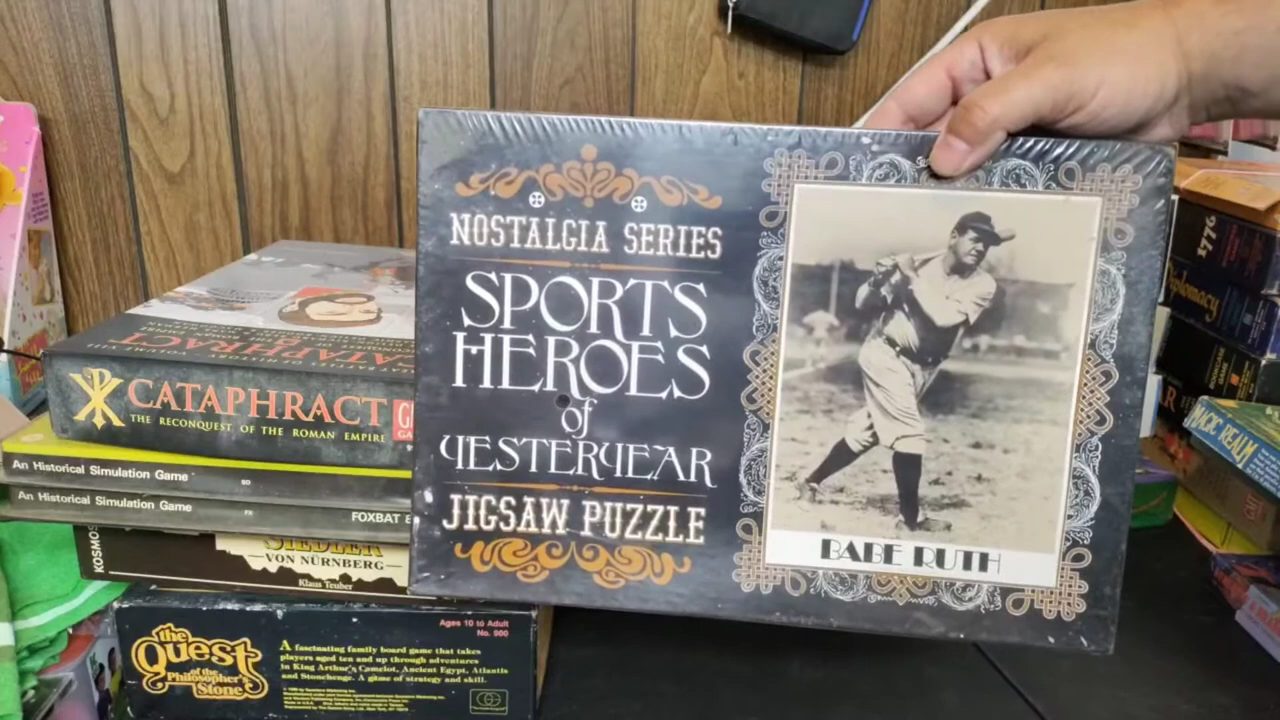 NOSTALGIA SERIES
SPORTS
HEROES
of
YESTERYEAR
JIGSAW PUZZLE
BABE RUTH
CATAPHRACT
CATAPHRACT
THE RECONQUEST OF THE ROMAN EMPIRE
An Historical Simulation Game
An Historical Simulation Game
FOXBAT
KOSMOS
SIEDLER
VON NÜRNBERG
Klaus Teuber
the
Quest
of the
Philosopher's
Stone
Ages 10 to Adult
No. 960
A fascinating family board game that takes
players aged ten and up through adventures
in King Arthur's Camelot, Ancient Egypt, Atlantis
and Stonehenge. A game of strategy and skill.
1776
Diplomacy
MAGIC REALM